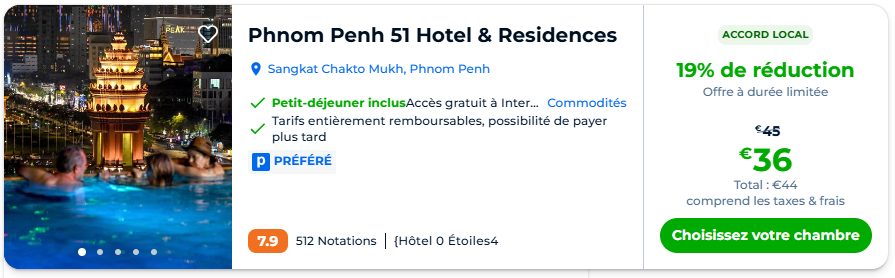 PEAK
Phnom Penh 51 Hotel & Residences
Sangkat Chakto Mukh, Phnom Penh
Petit-déjeuner inclusAccès gratuit à Inter... Commodités
Tarifs entièrement remboursables, possibilité de payer
plus tard
p PRÉFÉRÉ
7.9 512 Notations {Hôtel 0 Étoiles4
ACCORD LOCAL
19% de réduction
Offre à durée limitée
€45
€36
Total : €44
comprend les taxes & frais
Choisissez votre chambre